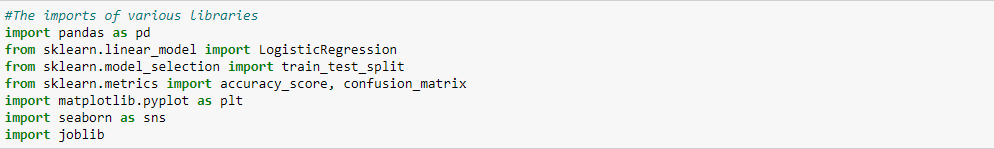 #The imports of various libraries
import pandas as pd
from sklearn.linear_model import LogisticRegression
from sklearn.model_selection import train_test_split
from sklearn.metrics import accuracy_score, confusion_matrix
import matplotlib.pyplot as plt
import seaborn as sns
import joblib